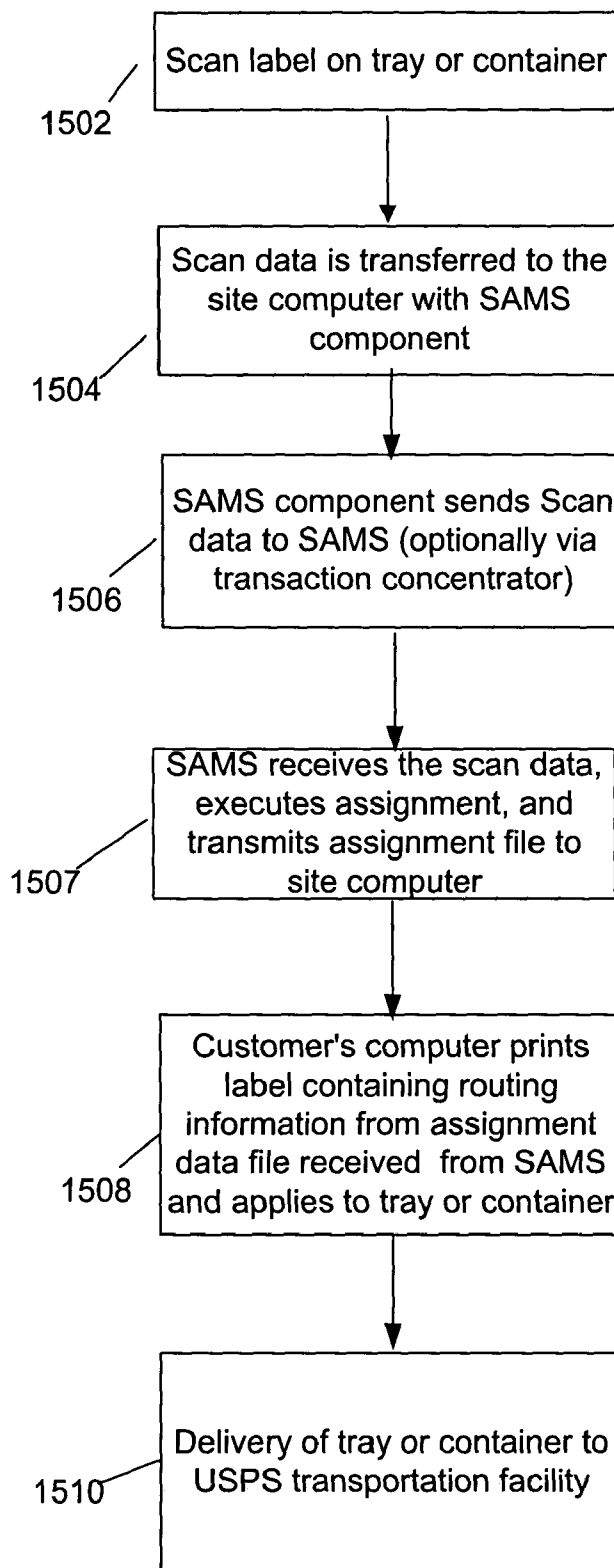 Scan label on tray or container
1502
Scan data is transferred to the
site computer with SAMS
component
1504
SAMS component sends Scan
data to SAMS (optionally via
transaction concentrator)
1506
SAMS receives the scan data,
executes assignment, and
transmits assignment file to
site computer
1507
Customer's computer prints
label containing routing
information from assignment
data file received from SAMS
and applies to tray or container
1508
Delivery of tray or container to
USPS transportation facility
1510